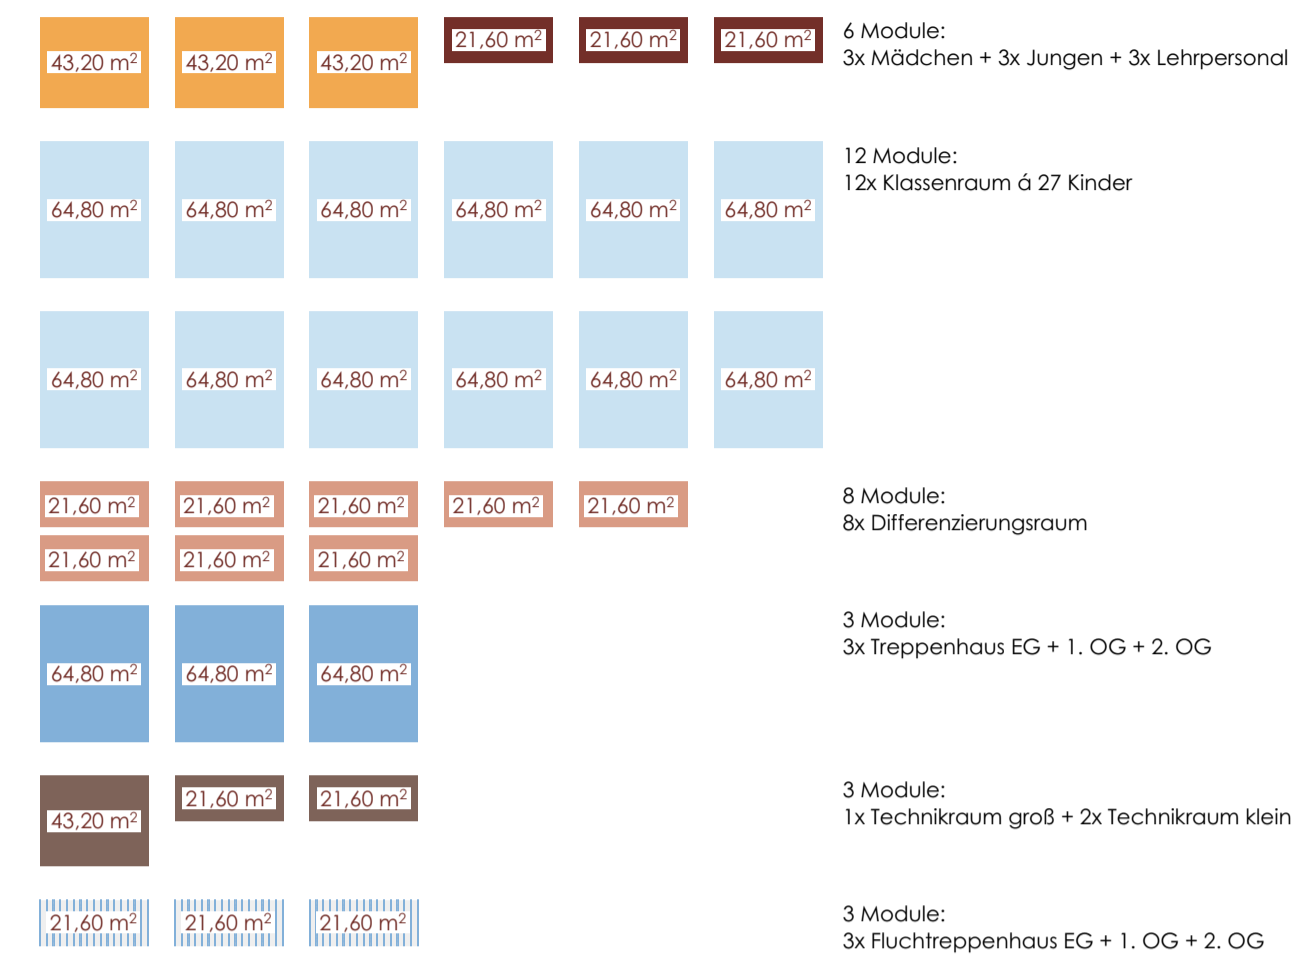 43,20 m² 43,20 m² 43,20 m² 21,60 m² 21,60 m² 21,60 m²
6 Module:
3x Mädchen + 3x Jungen + 3x Lehrpersonal
64,80 m² 64,80 m² 64,80 m² 64,80 m² 64,80 m² 64,80 m²
12 Module:
12x Klassenraum á 27 Kinder
64,80 m² 64,80 m² 64,80 m² 64,80 m² 64,80 m² 64,80 m²
21,60 m² 21,60 m² 21,60 m² 21,60 m² 21,60 m²
8 Module:
8x Differenzierungsraum
21,60 m² 21,60 m² 21,60 m²
64,80 m² 64,80 m² 64,80 m²
3 Module:
3x Treppenhaus EG + 1. OG + 2. OG
43,20 m² 21,60 m² 21,60 m²
3 Module:
1x Technikraum groß + 2x Technikraum klein
21,60 m² 21,60 m² 21,60 m²
3 Module:
3x Fluchtreppenhaus EG + 1. OG + 2. OG